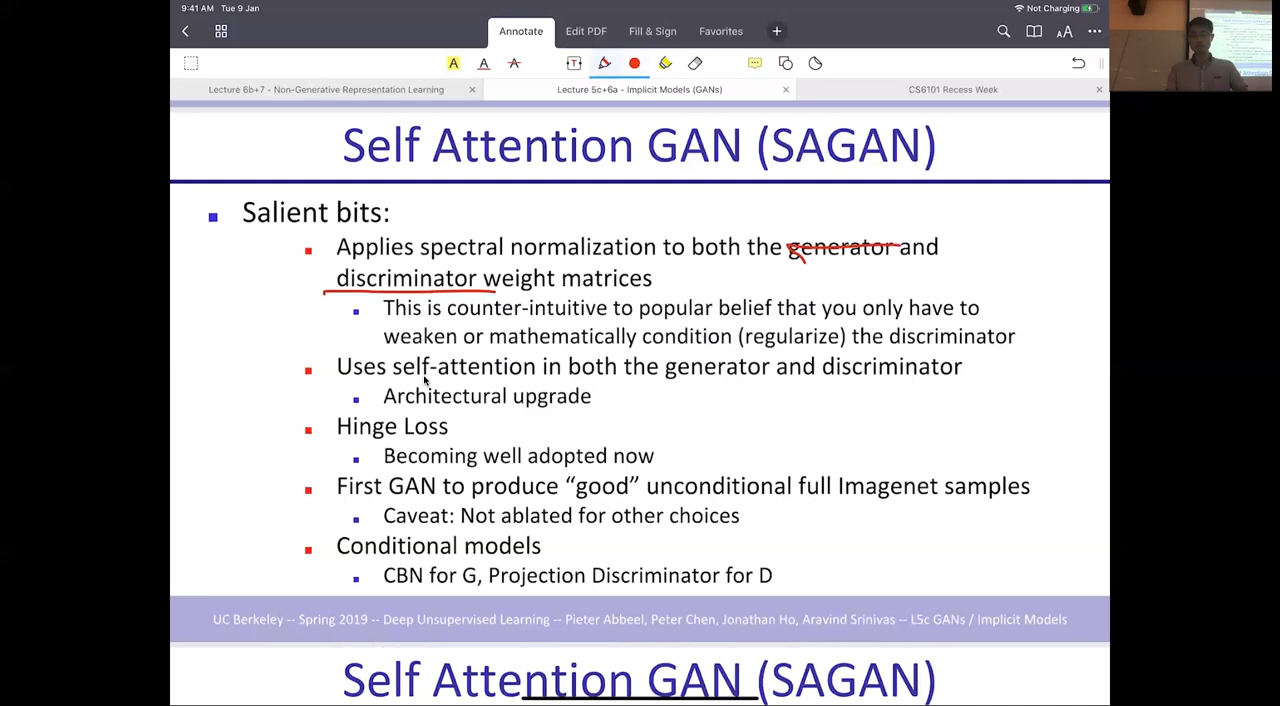 9:41 AM Tue 9 Jan
Not Charging
Annotate Edit PDF Fill & Sign Favorites +
A A A T AA
Lecture 6b+7 - Non-Generative Representation Learning × Lecture 5c+6a - Implicit Models (GANs) × CS6101 Recess Week ×
Self Attention GAN (SAGAN)
Salient bits:
Applies spectral normalization to both the generator and
discriminator weight matrices
This is counter-intuitive to popular belief that you only have to
weaken or mathematically condition (regularize) the discriminator
Uses self-attention in both the generator and discriminator
Architectural upgrade
Hinge Loss
Becoming well adopted now
First GAN to produce “good” unconditional full Imagenet samples
Caveat: Not ablated for other choices
Conditional models
CBN for G, Projection Discriminator for D
UC Berkeley -- Spring 2019 -- Deep Unsupervised Learning -- Pieter Abbeel, Peter Chen, Jonathan Ho, Aravind Srinivas -- L5c GANs / Implicit Models
Self Attention GAN (SAGAN)